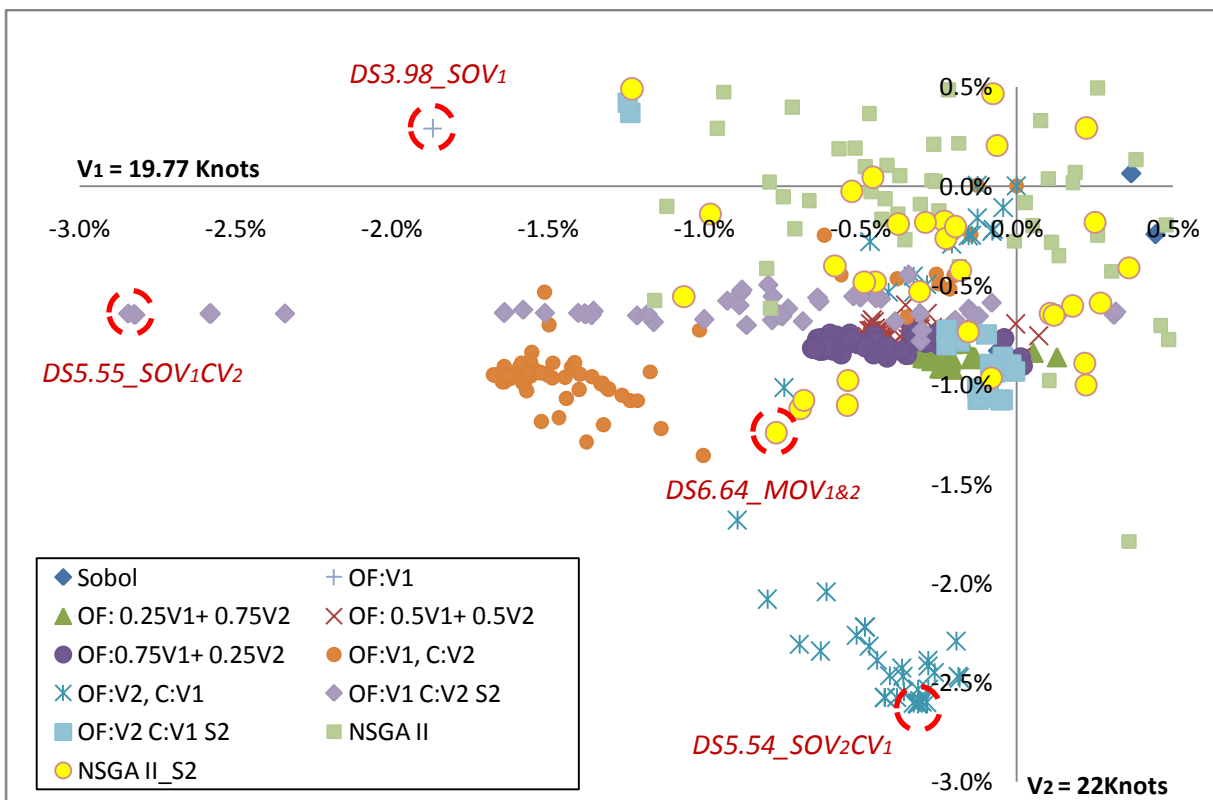 DS3.98_SOV1
0.5%
V1 = 19.77 Knots
0.0%
-3.0% -2.5% -2.0% -1.5% -1.0% -0.5% 0.0% 0.5%
-0.5%
DS5.55_SOV1CV2
-1.0%
DS6.64_MOV1&2
-1.5%
-2.0%
-2.5%
DS5.54_SOV2CV1
-3.0%
V2 = 22Knots
Sobol OF:V1
OF: 0.25V1+ 0.75V2 OF: 0.5V1+ 0.5V2
OF:0.75V1+ 0.25V2 OF:V1, C:V2
OF:V2, C:V1 OF:V1 C:V2 S2
OF:V2 C:V1 S2 NSGA II
NSGA II_S2